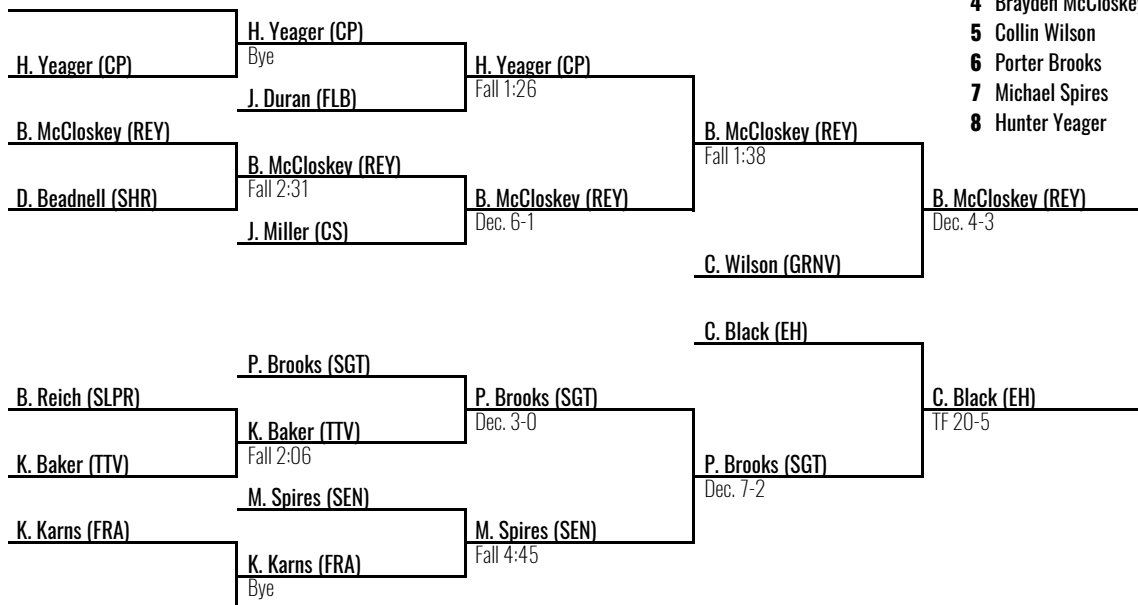 4 Brayden McCloskey
5 Collin Wilson
6 Porter Brooks
7 Michael Spires
8 Hunter Yeager
H. Yeager (CP)
B. McCloskey (REY)
D. Beadnell (SHR)
B. Reich (SLPR)
K. Baker (TTV)
K. Karns (FRA)
H. Yeager (CP)
Bye
J. Duran (FLB)
B. McCloskey (REY)
Fall 2:31
J. Miller (CS)
P. Brooks (SGT)
K. Baker (TTV)
Fall 2:06
M. Spires (SEN)
K. Karns (FRA)
Bye
H. Yeager (CP)
Fall 1:26
B. McCloskey (REY)
Dec. 6-1
P. Brooks (SGT)
Dec. 3-0
M. Spires (SEN)
Fall 4:45
B. McCloskey (REY)
Fall 1:38
C. Wilson (GRNV)
C. Black (EH)
P. Brooks (SGT)
Dec. 7-2
B. McCloskey (REY)
Dec. 4-3
C. Black (EH)
TF 20-5